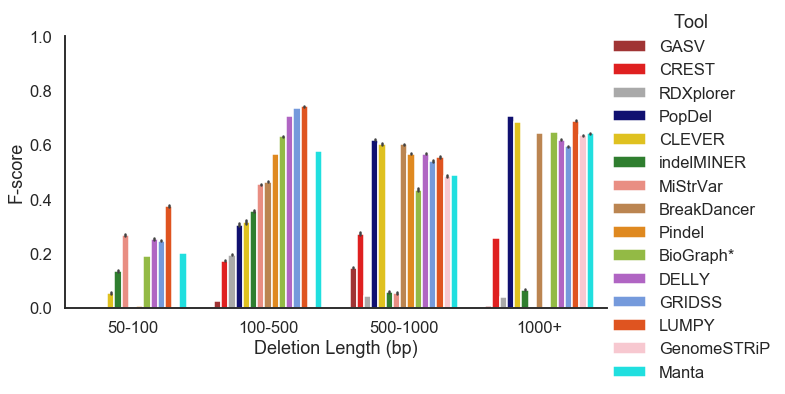 Tool
GASV
CREST
RDXplorer
PopDel
CLEVER
indelMINER
MiStrVar
BreakDancer
Pindel
BioGraph*
DELLY
GRIDSS
LUMPY
GenomeSTRiP
Manta
F-score
1.0
0.8
0.6
0.4
0.2
0.0
50-100 100-500 500-1000 1000+
Deletion Length (bp)